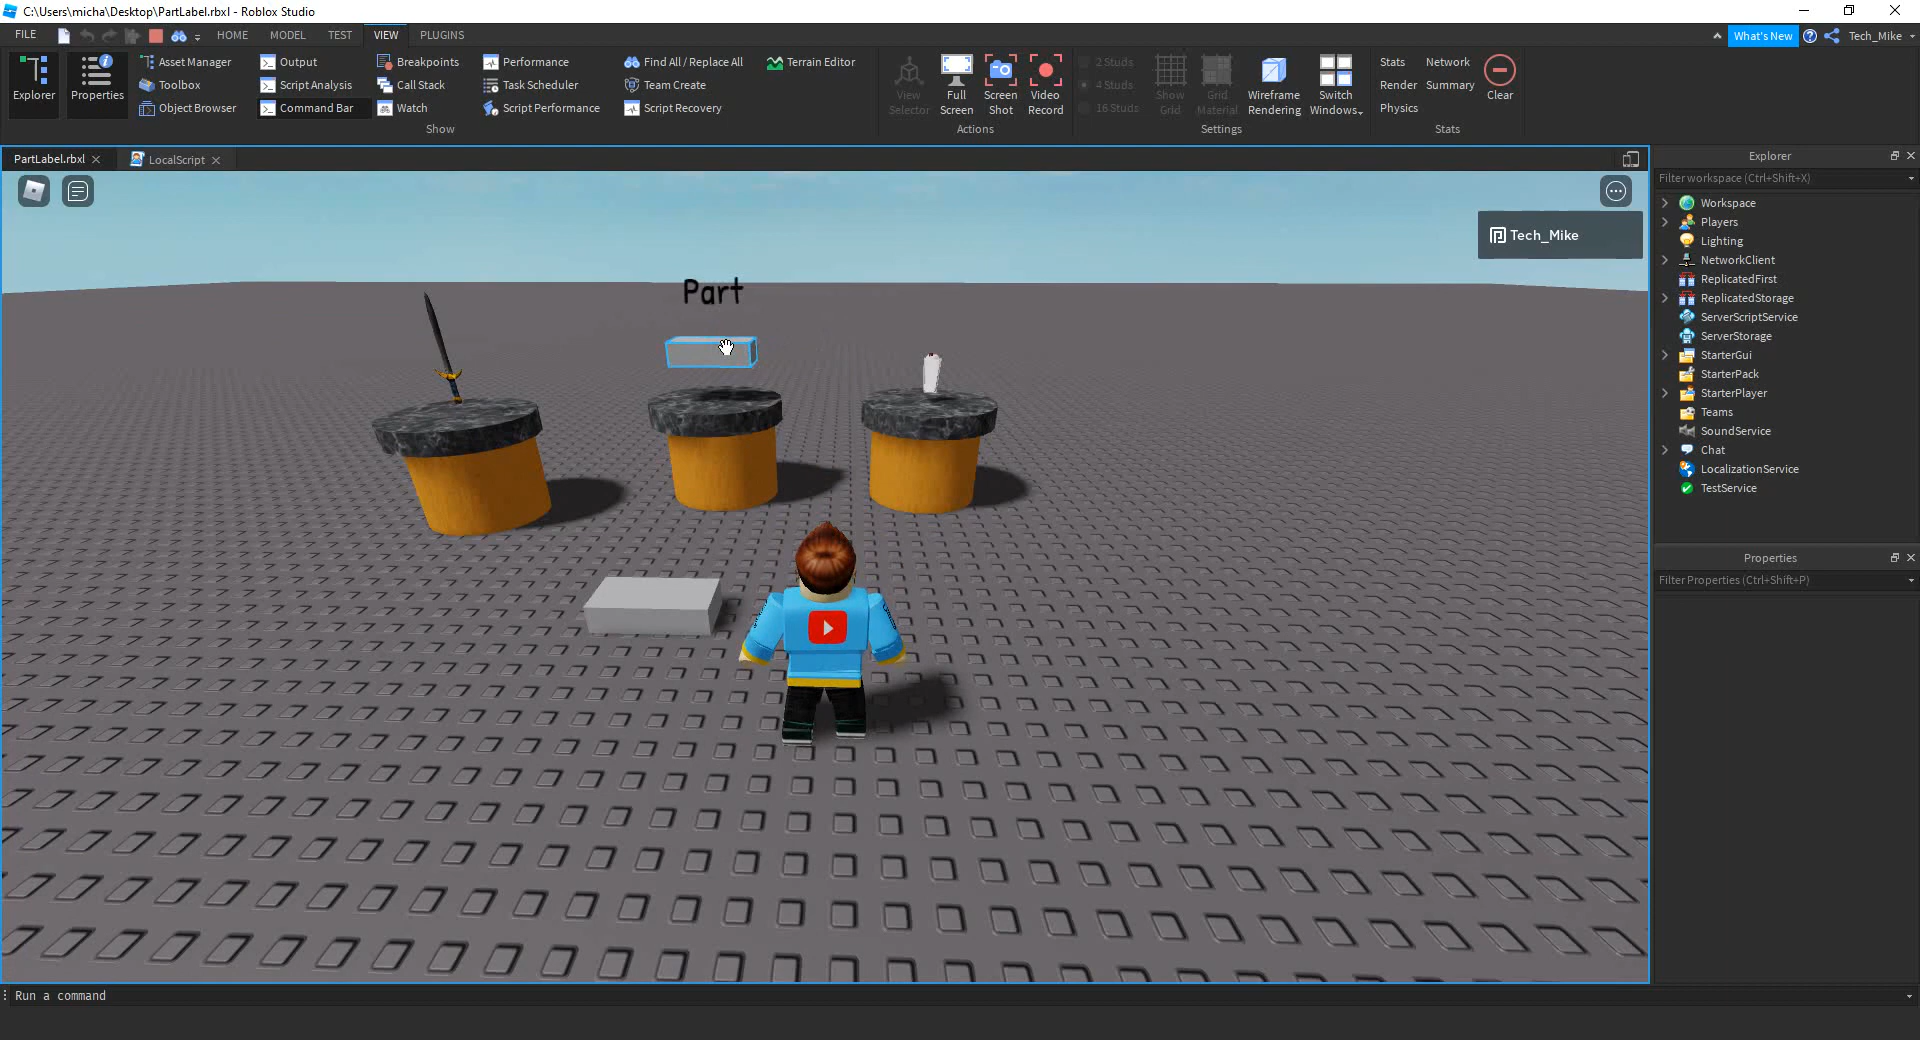 C:\Users\micha\Desktop\PartLabel.rbxl - Roblox Studio
FILE HOME MODEL TEST VIEW PLUGINS What's New Tech_Mike
Explorer
Properties
Asset Manager
Toolbox
Object Browser
Output
Script Analysis
Command Bar
Breakpoints
Call Stack
Watch
Performance
Task Scheduler
Script Performance
Find All / Replace All
Team Create
Script Recovery
Terrain Editor
Show
View Selector
Full Screen
Screen Shot
Video Record
Actions
2 Studs
4 Studs
16 Studs
Show Grid
Grid Material
Wireframe Rendering
Switch Windows
Settings
Stats
Network
Render
Summary
Physics
Clear
Stats
PartLabel.rbxl
LocalScript
Tech_Mike
Part
Explorer
Filter workspace (Ctrl+Shift+X)
Workspace
Players
Lighting
NetworkClient
ReplicatedFirst
ReplicatedStorage
ServerScriptService
ServerStorage
StarterGui
StarterPack
StarterPlayer
Teams
SoundService
Chat
LocalizationService
TestService
Properties
Filter Properties (Ctrl+Shift+P)
Run a command